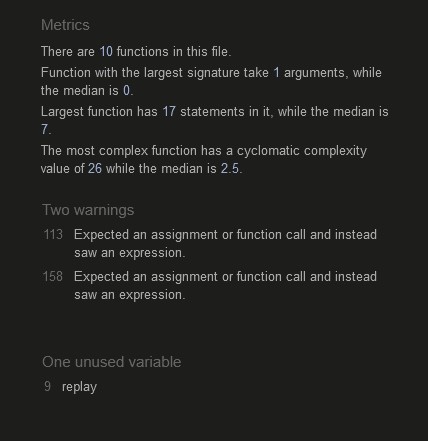 Metrics
There are 10 functions in this file.
Function with the largest signature take 1 arguments, while
the median is 0.
Largest function has 17 statements in it, while the median is
7.
The most complex function has a cyclomatic complexity
value of 26 while the median is 2.5.
Two warnings
113 Expected an assignment or function call and instead
saw an expression.
158 Expected an assignment or function call and instead
saw an expression.
One unused variable
9 replay